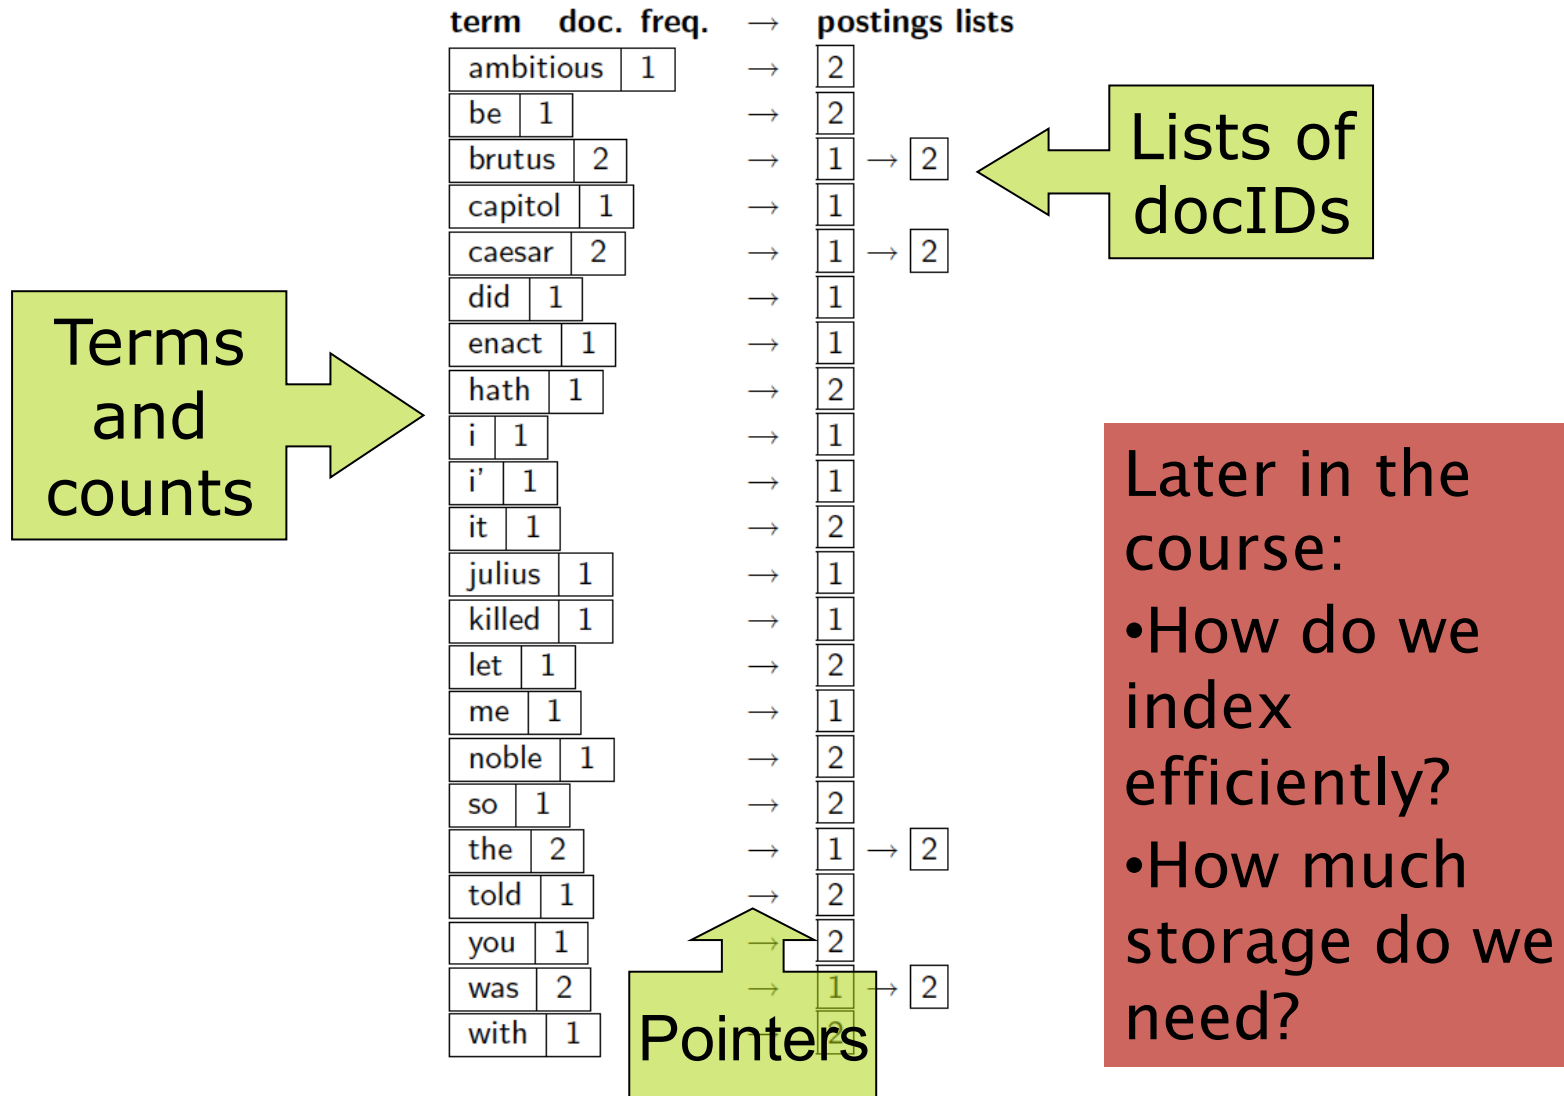 term doc. freq. → postings lists
ambitious 1 → 2
be 1 → 2
brutus 2 → 1 → 2
capitol 1 → 1
caesar 2 → 1 → 2
did 1 → 1
enact 1 → 1
hath 1 → 2
i 1 → 1
i' 1 → 1
it 1 → 2
julius 1 → 1
killed 1 → 1
let 1 → 2
me 1 → 1
noble 1 → 2
so 1 → 2
the 2 → 1 → 2
told 1 → 2
you 1 → 2
was 2 → 1 → 2
with 1 → 2
Terms
and
counts
Lists of
docIDs
Pointers
Later in the
course:
•How do we
index
efficiently?
•How much
storage do we
need?